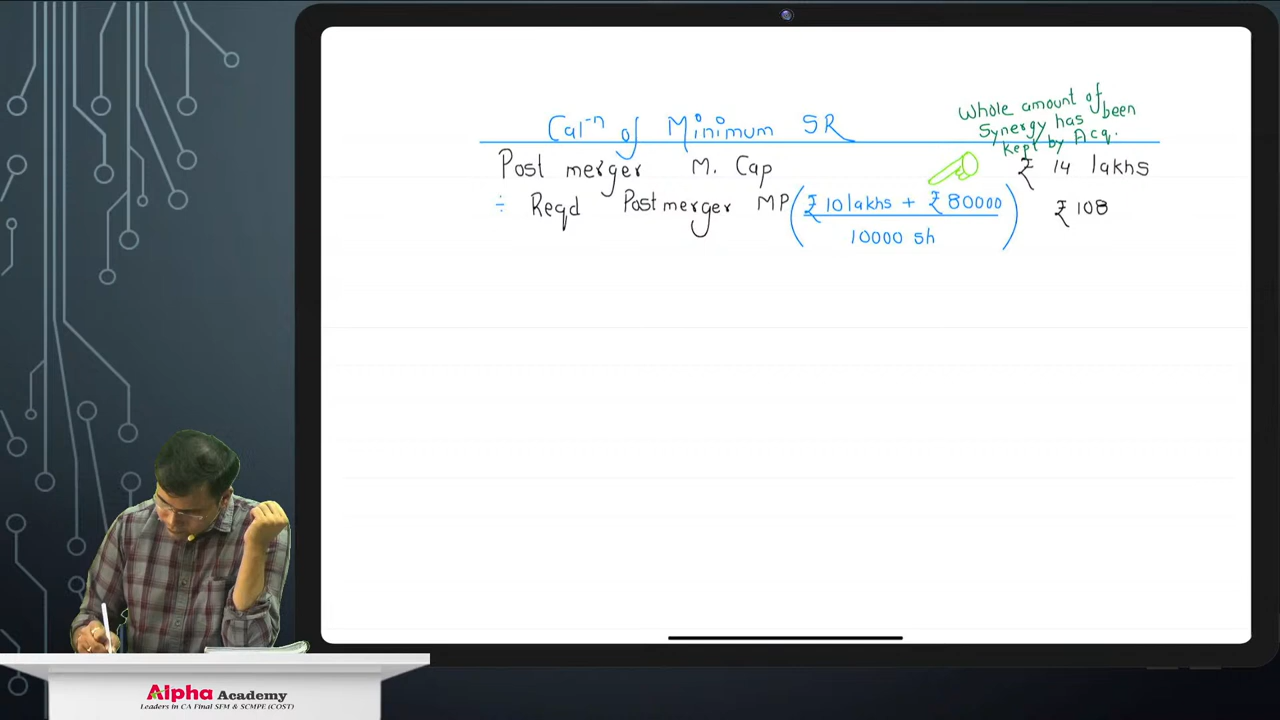 Calⁿ of Minimum SR
Whole amount of
Synergy has been
kept by Acq.
Post merger M. Cap ₹ 14 lakhs
÷ Reqd Post merger MP (₹10 lakhs + ₹80000 / 10000 sh) ₹108
Alpha Academy
Leaders in CA Final SFM & SCMPE (COST)